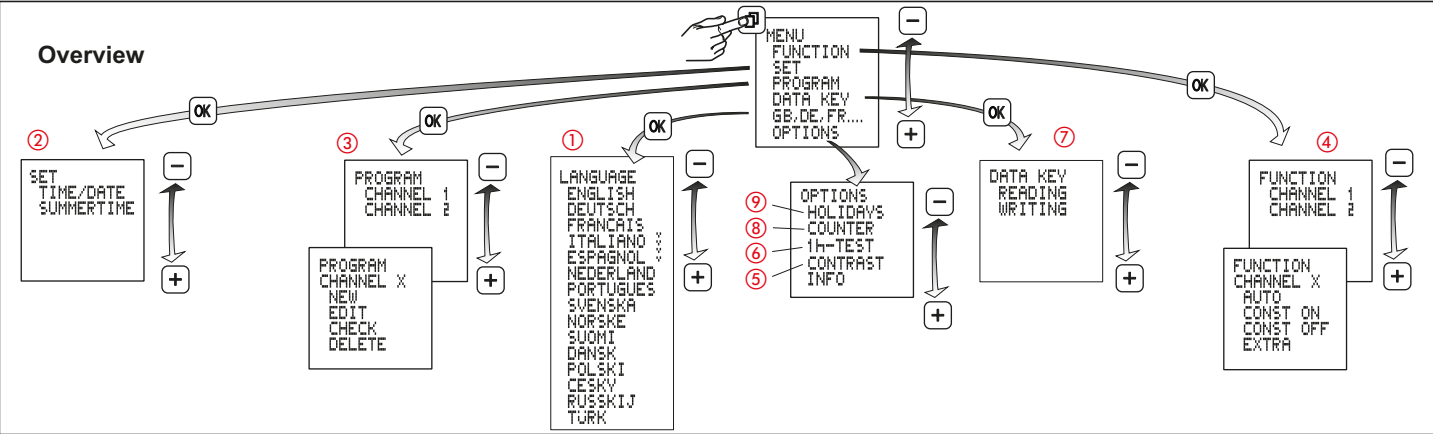 Overview
−
MENU
FUNCTION
SET
PROGRAM
DATA KEY
GB,DE,FR....
OPTIONS
+
OK
OK
OK
OK
OK
②
SET
TIME/DATE
SUMMERTIME
−
+
③
PROGRAM
CHANNEL 1
CHANNEL 2
PROGRAM
CHANNEL X
NEW
EDIT
CHECK
DELETE
−
+
①
LANGUAGE
ENGLISH
DEUTSCH
FRANCAIS
ITALIANO
ESPAGNOL
NEDERLAND
PORTUGUES
SVENSKA
NORSKE
SUOMI
DANSK
POLSKI
CESKY
RUSSKIJ
TÜRK
−
+
OPTIONS
⑨ HOLIDAYS
⑧ COUNTER
⑥ 1h-TEST
⑤ CONTRAST
INFO
−
+
⑦
DATA KEY
READING
WRITING
−
+
④
FUNCTION
CHANNEL 1
CHANNEL 2
FUNCTION
CHANNEL X
AUTO
CONST ON
CONST OFF
EXTRA
−
+